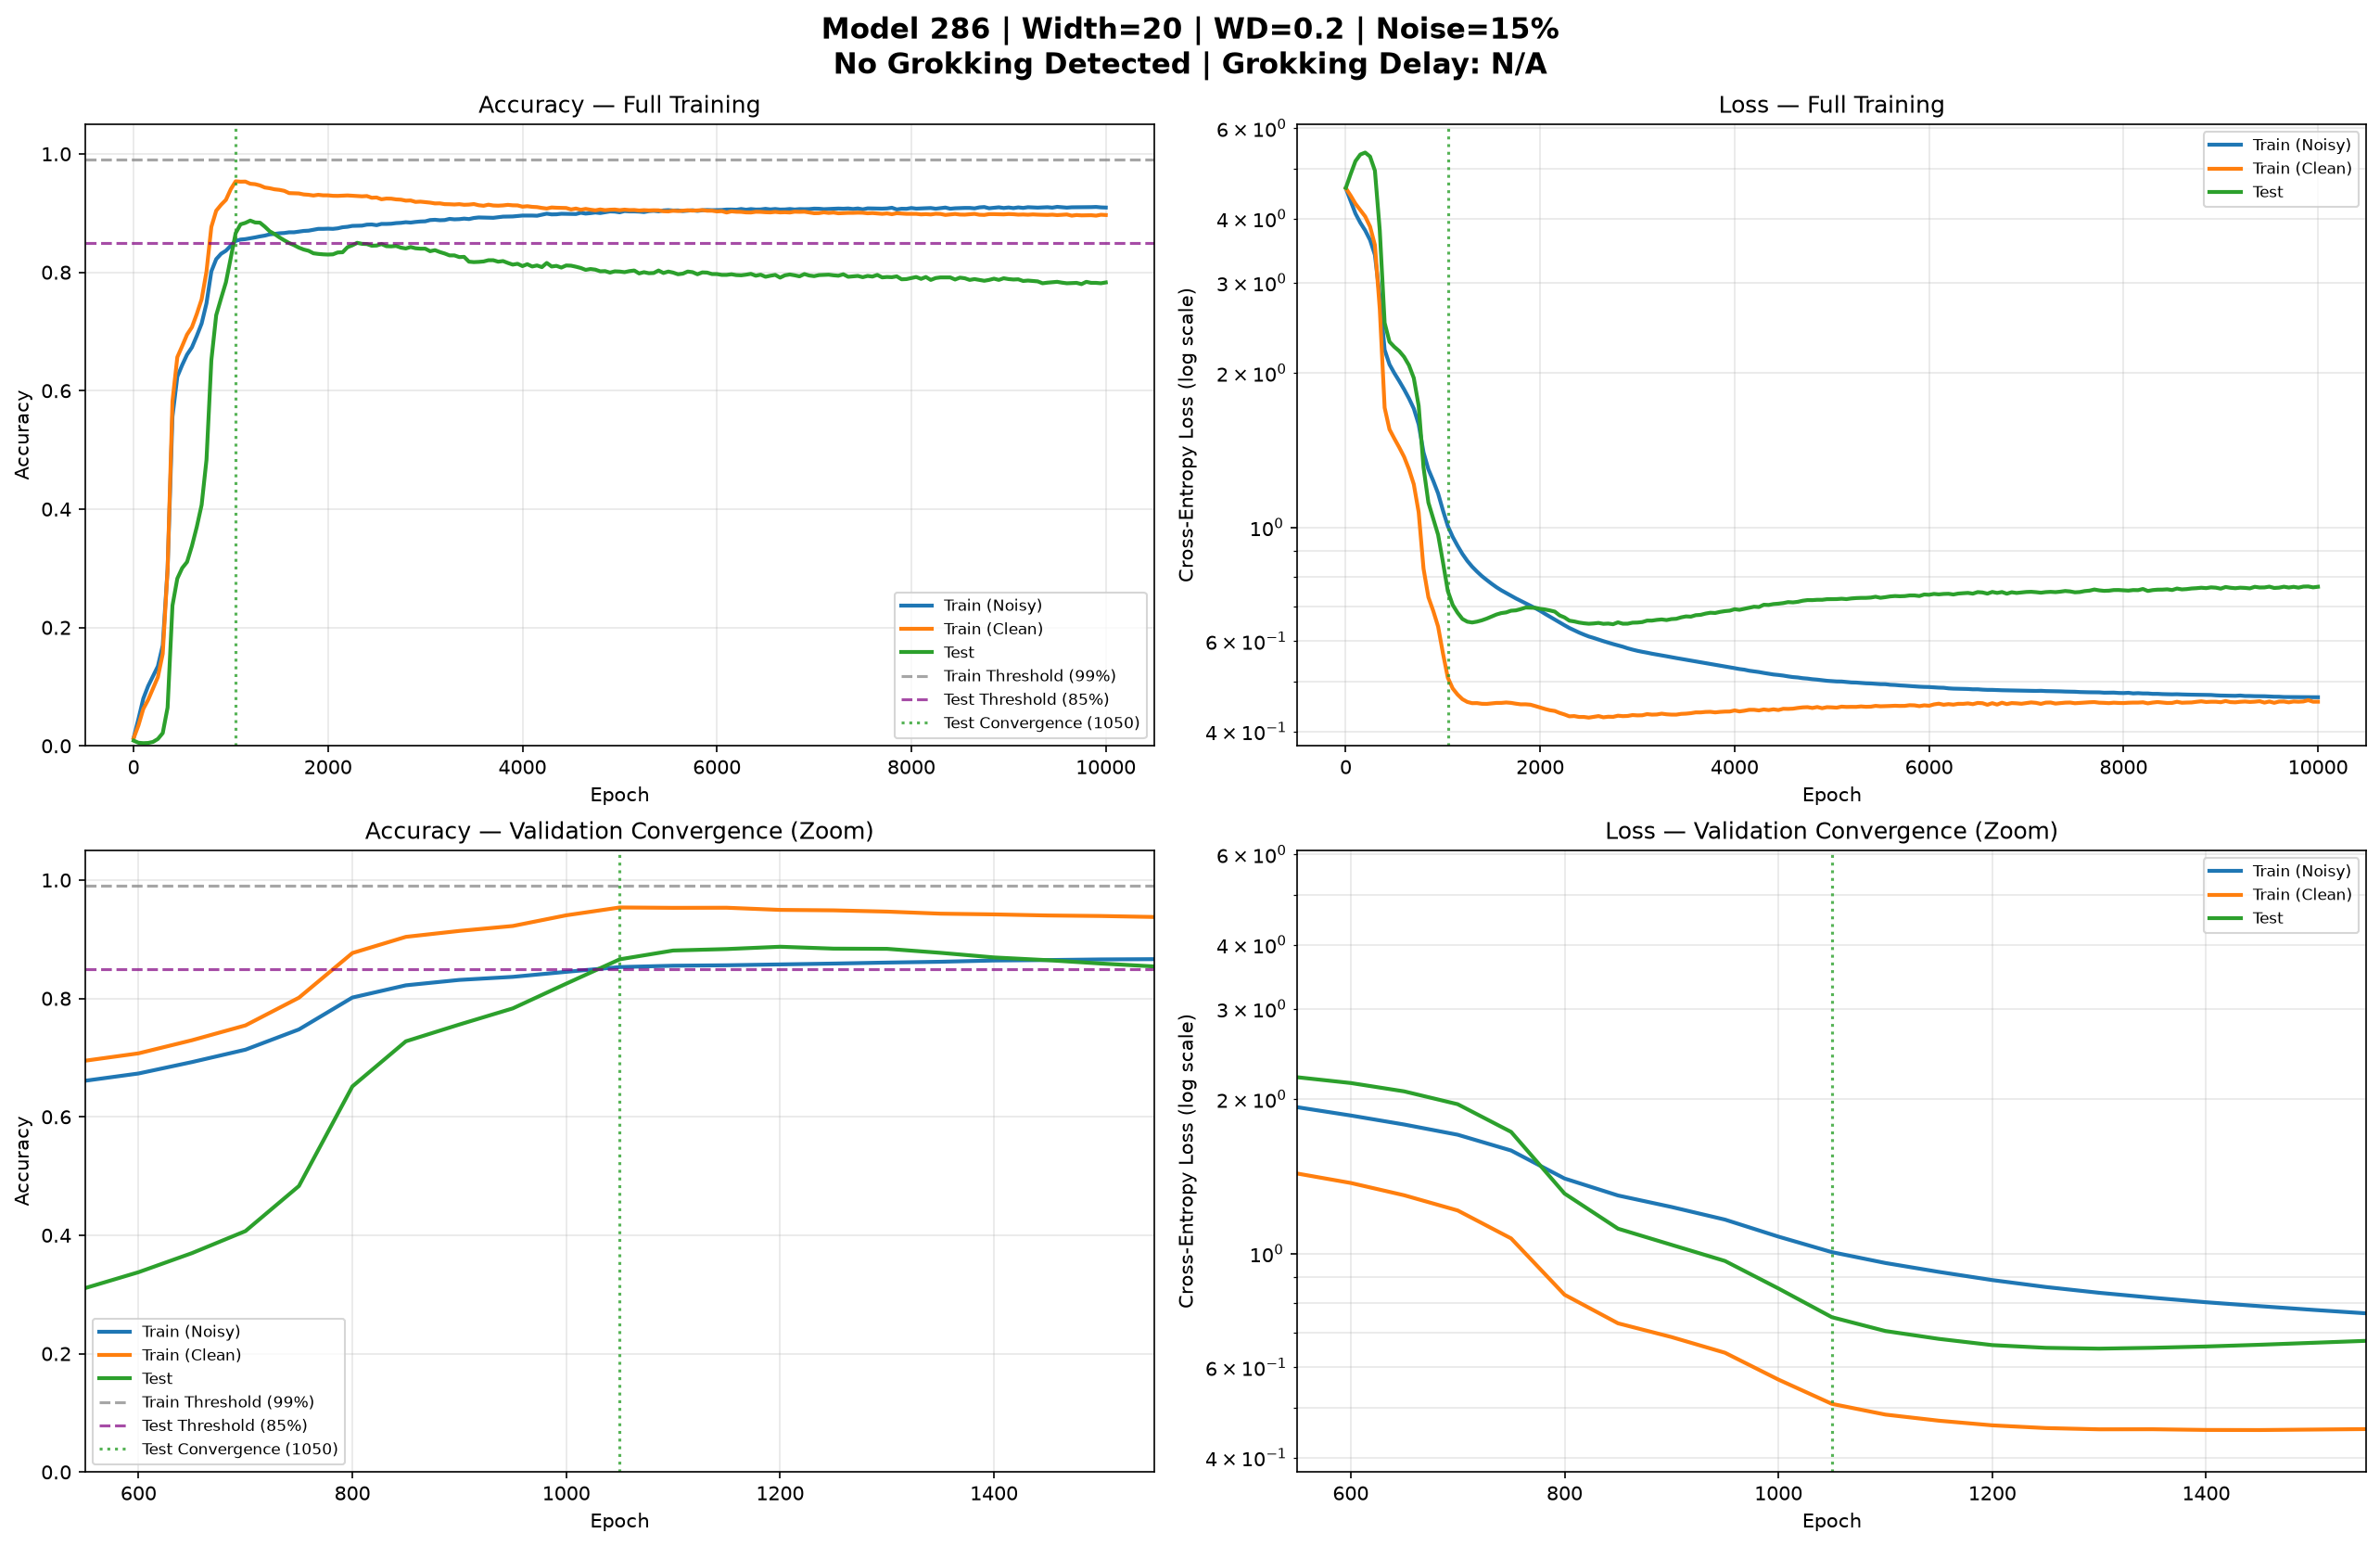 Model 286 | Width=20 | WD=0.2 | Noise=15%
No Grokking Detected | Grokking Delay: N/A
Accuracy — Full Training
1.0
0.8
0.6
0.4
0.2
0.0
Accuracy
0
2000
4000
6000
8000
10000
Epoch
Train (Noisy)
Train (Clean)
Test
Train Threshold (99%)
Test Threshold (85%)
Test Convergence (1050)
Loss — Full Training
6 × 10⁰
4 × 10⁰
3 × 10⁰
2 × 10⁰
10⁰
6 × 10⁻¹
4 × 10⁻¹
Cross-Entropy Loss (log scale)
0
2000
4000
6000
8000
10000
Epoch
Train (Noisy)
Train (Clean)
Test
Accuracy — Validation Convergence (Zoom)
1.0
0.8
0.6
0.4
0.2
0.0
Accuracy
600
800
1000
1200
1400
Epoch
Train (Noisy)
Train (Clean)
Test
Train Threshold (99%)
Test Threshold (85%)
Test Convergence (1050)
Loss — Validation Convergence (Zoom)
6 × 10⁰
4 × 10⁰
3 × 10⁰
2 × 10⁰
10⁰
6 × 10⁻¹
4 × 10⁻¹
Cross-Entropy Loss (log scale)
600
800
1000
1200
1400
Epoch
Train (Noisy)
Train (Clean)
Test